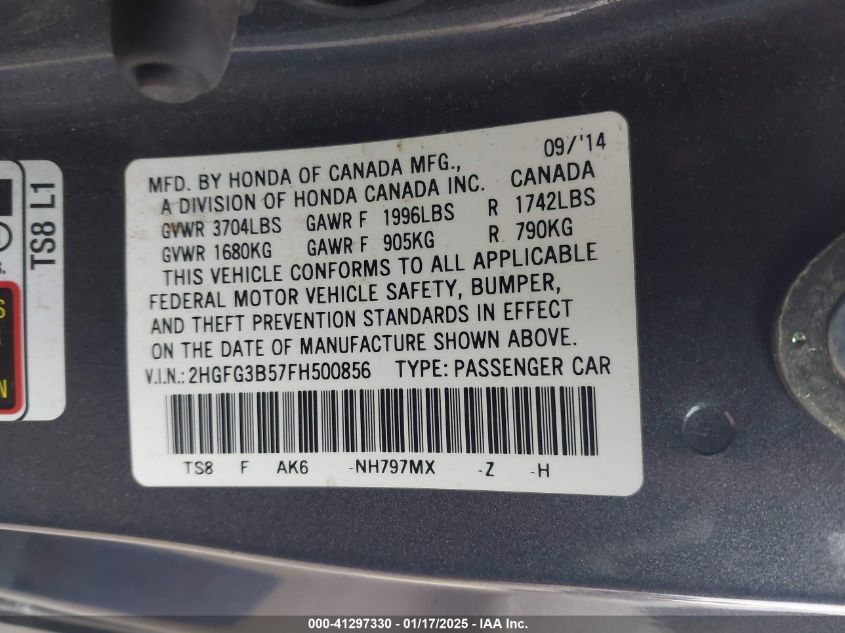 09/'14
MFD. BY HONDA OF CANADA MFG.,
A DIVISION OF HONDA CANADA INC. CANADA
GVWR 3704LBS GAWR F 1996LBS R 1742LBS
GVWR 1680KG GAWR F 905KG R 790KG
THIS VEHICLE CONFORMS TO ALL APPLICABLE
FEDERAL MOTOR VEHICLE SAFETY, BUMPER,
AND THEFT PREVENTION STANDARDS IN EFFECT
ON THE DATE OF MANUFACTURE SHOWN ABOVE.
V.I.N.: 2HGFG3B57FH500856 TYPE: PASSENGER CAR
TS8 F AK6 -NH797MX -Z -H
TS8 L1
000-41297330 - 01/17/2025 - IAA Inc.